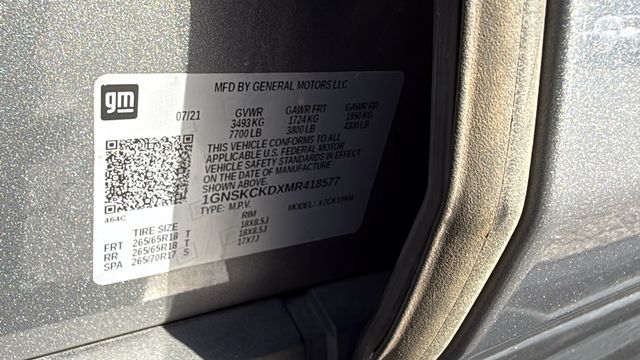 gm
MFD BY GENERAL MOTORS LLC
07/21 GVWR GAWR FRT GAWR RR
3493 KG 1724 KG 1950 KG
7700 LB 3800 LB 4300 LB
THIS VEHICLE CONFORMS TO ALL
APPLICABLE U.S. FEDERAL MOTOR
VEHICLE SAFETY STANDARDS IN EFFECT
ON THE DATE OF MANUFACTURE
SHOWN ABOVE.
1GNSKCKDXMR418577
TYPE: M.P.V. MODEL:
464C
TIRE SIZE RIM
FRT 265/65R18 T 18X8.5J
RR 265/65R18 T 18X8.5J
SPA 265/70R17 S 17X7J